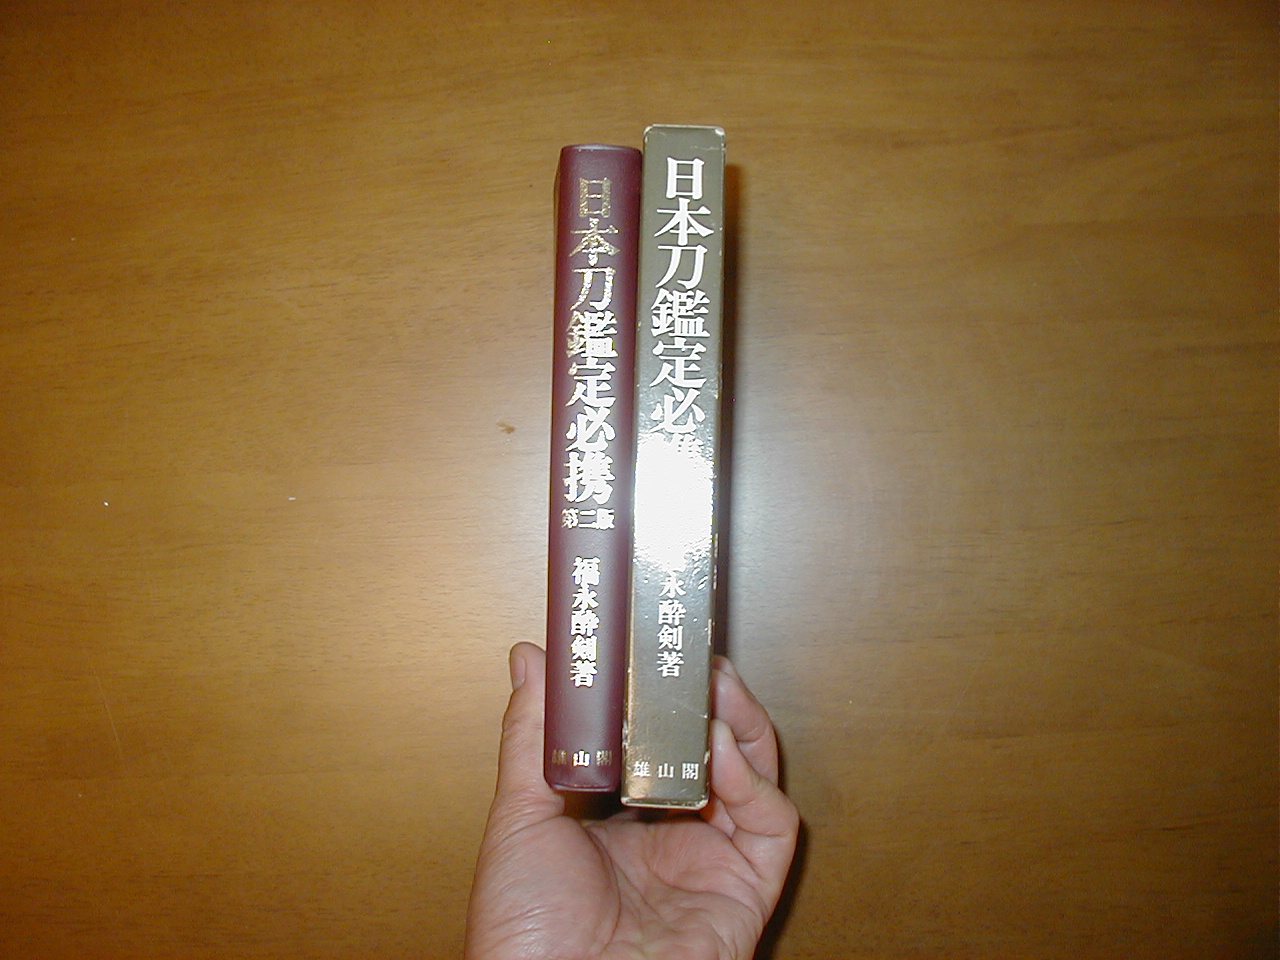 日本刀鑑定必携
第二版
福永酔剣著
雄山閣
日本刀鑑定必
永酔剣著
雄山閣